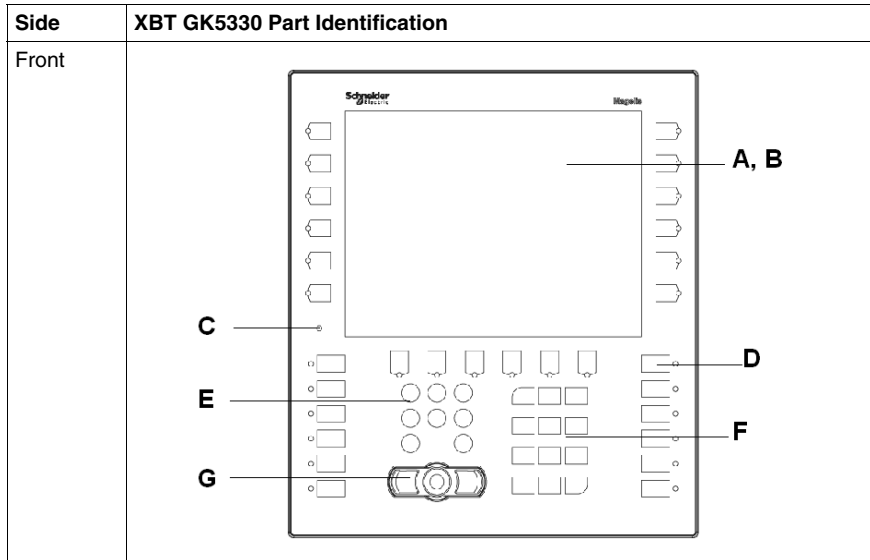 Side XBT GK5330 Part Identification
Front
Schneider Electric
Magelis
A, B
C
D
E
F
G